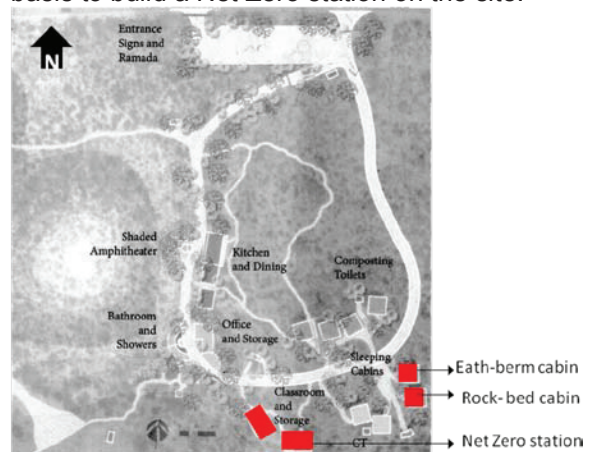 basis to build a Net Zero station on the site.
N
Entrance
Signs and
Ramada
Shaded
Amphitheater
Kitchen
and Dining
Composting
Toilets
Bathroom
and
Showers
Office
and Storage
Sleeping
Cabins
Eath-berm cabin
Rock-bed cabin
Classroom
and
Storage
CT
Net Zero station